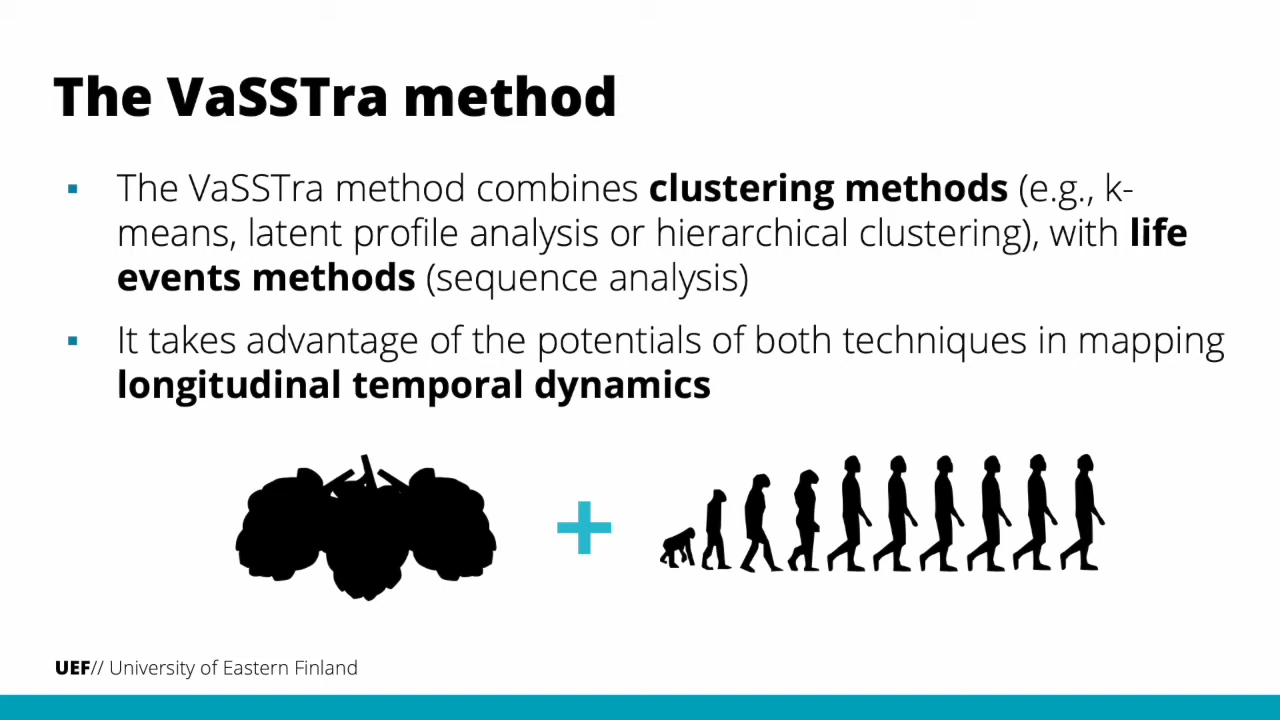 The VaSSTra method
▪ The VaSSTra method combines clustering methods (e.g., k-
means, latent profile analysis or hierarchical clustering), with life
events methods (sequence analysis)
▪ It takes advantage of the potentials of both techniques in mapping
longitudinal temporal dynamics
+
UEF// University of Eastern Finland